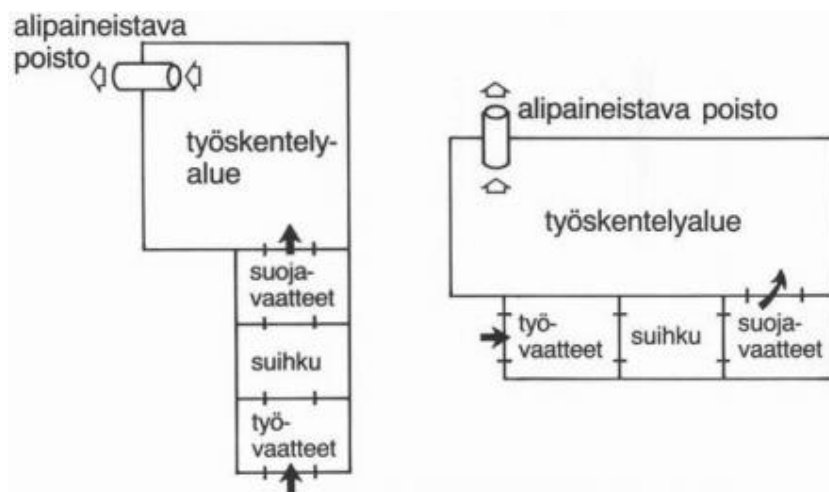 alipaineistava
poisto
työskentely-
alue
suoja-
vaatteet
suihku
työ-
vaatteet
alipaineistava poisto
työskentelyalue
työ-
vaatteet
suihku
suoja-
vaatteet